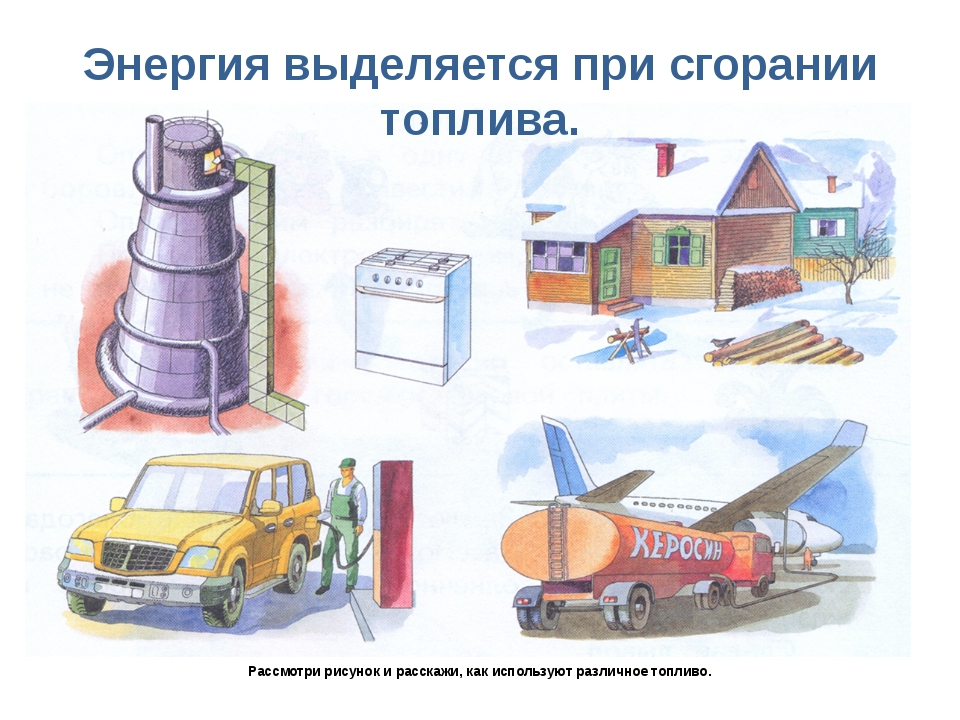 Энергия выделяется при сгорании
топлива.
КЕРОСИН
Рассмотри рисунок и расскажи, как используют различное топливо.